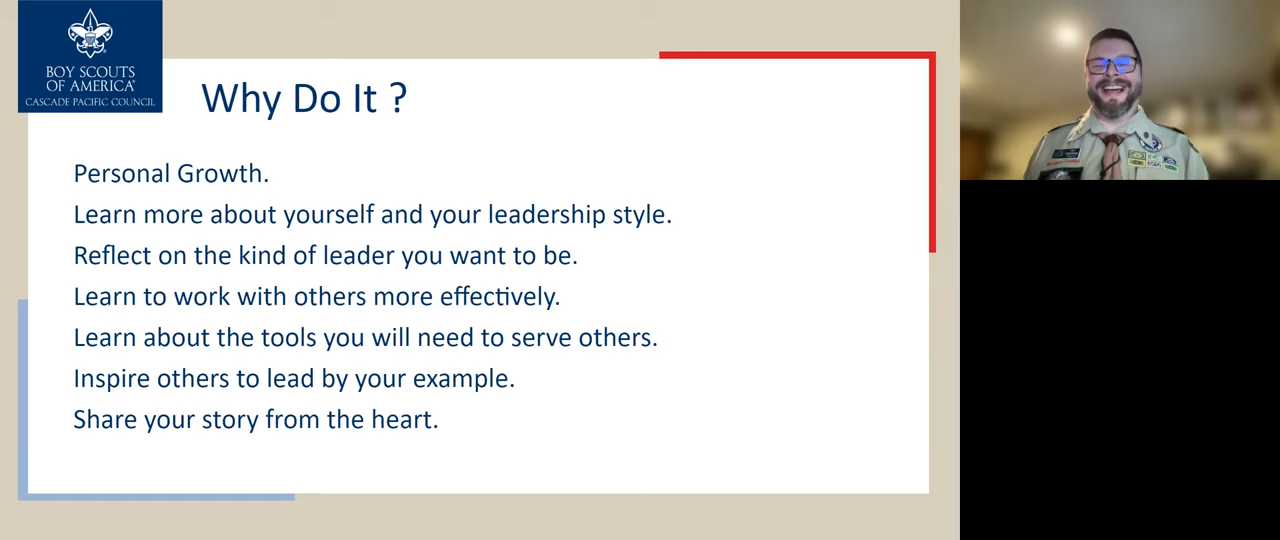 BOY SCOUTS
OF AMERICA®
CASCADE PACIFIC COUNCIL
Why Do It ?
Personal Growth.
Learn more about yourself and your leadership style.
Reflect on the kind of leader you want to be.
Learn to work with others more effectively.
Learn about the tools you will need to serve others.
Inspire others to lead by your example.
Share your story from the heart.